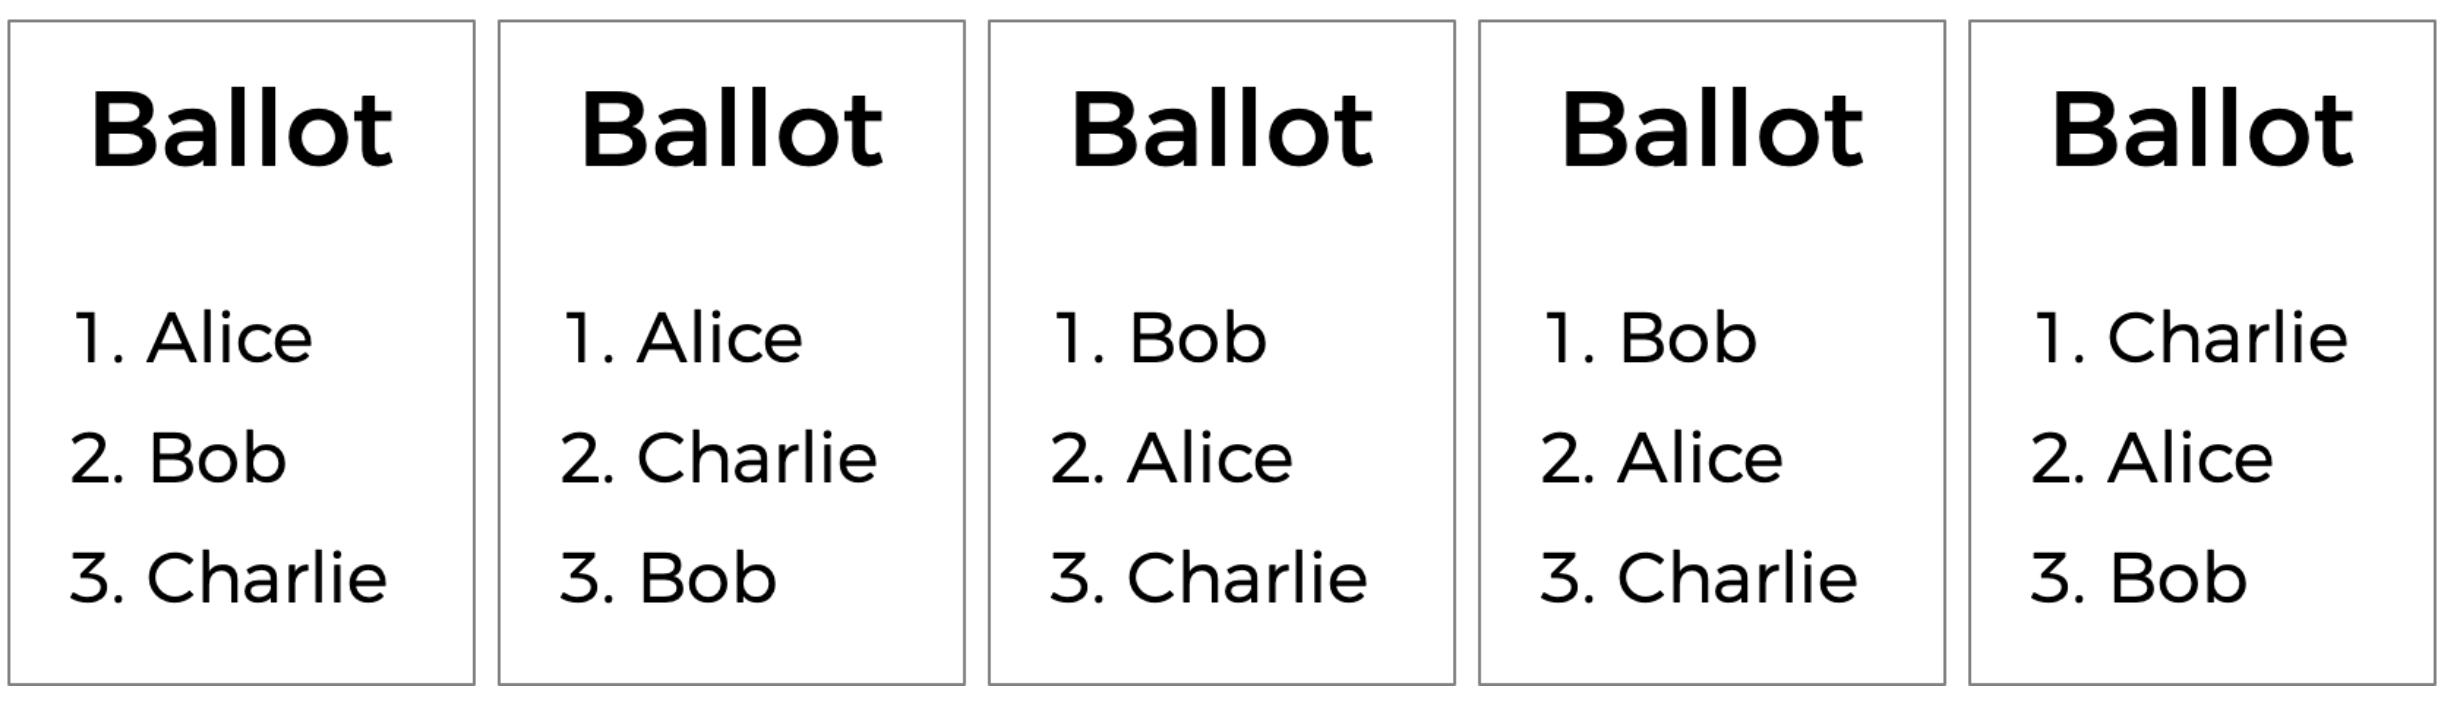 Ballot
1. Alice
2. Bob
3. Charlie
Ballot
1. Alice
2. Charlie
3. Bob
Ballot
1. Bob
2. Alice
3. Charlie
Ballot
1. Bob
2. Alice
3. Charlie
Ballot
1. Charlie
2. Alice
3. Bob